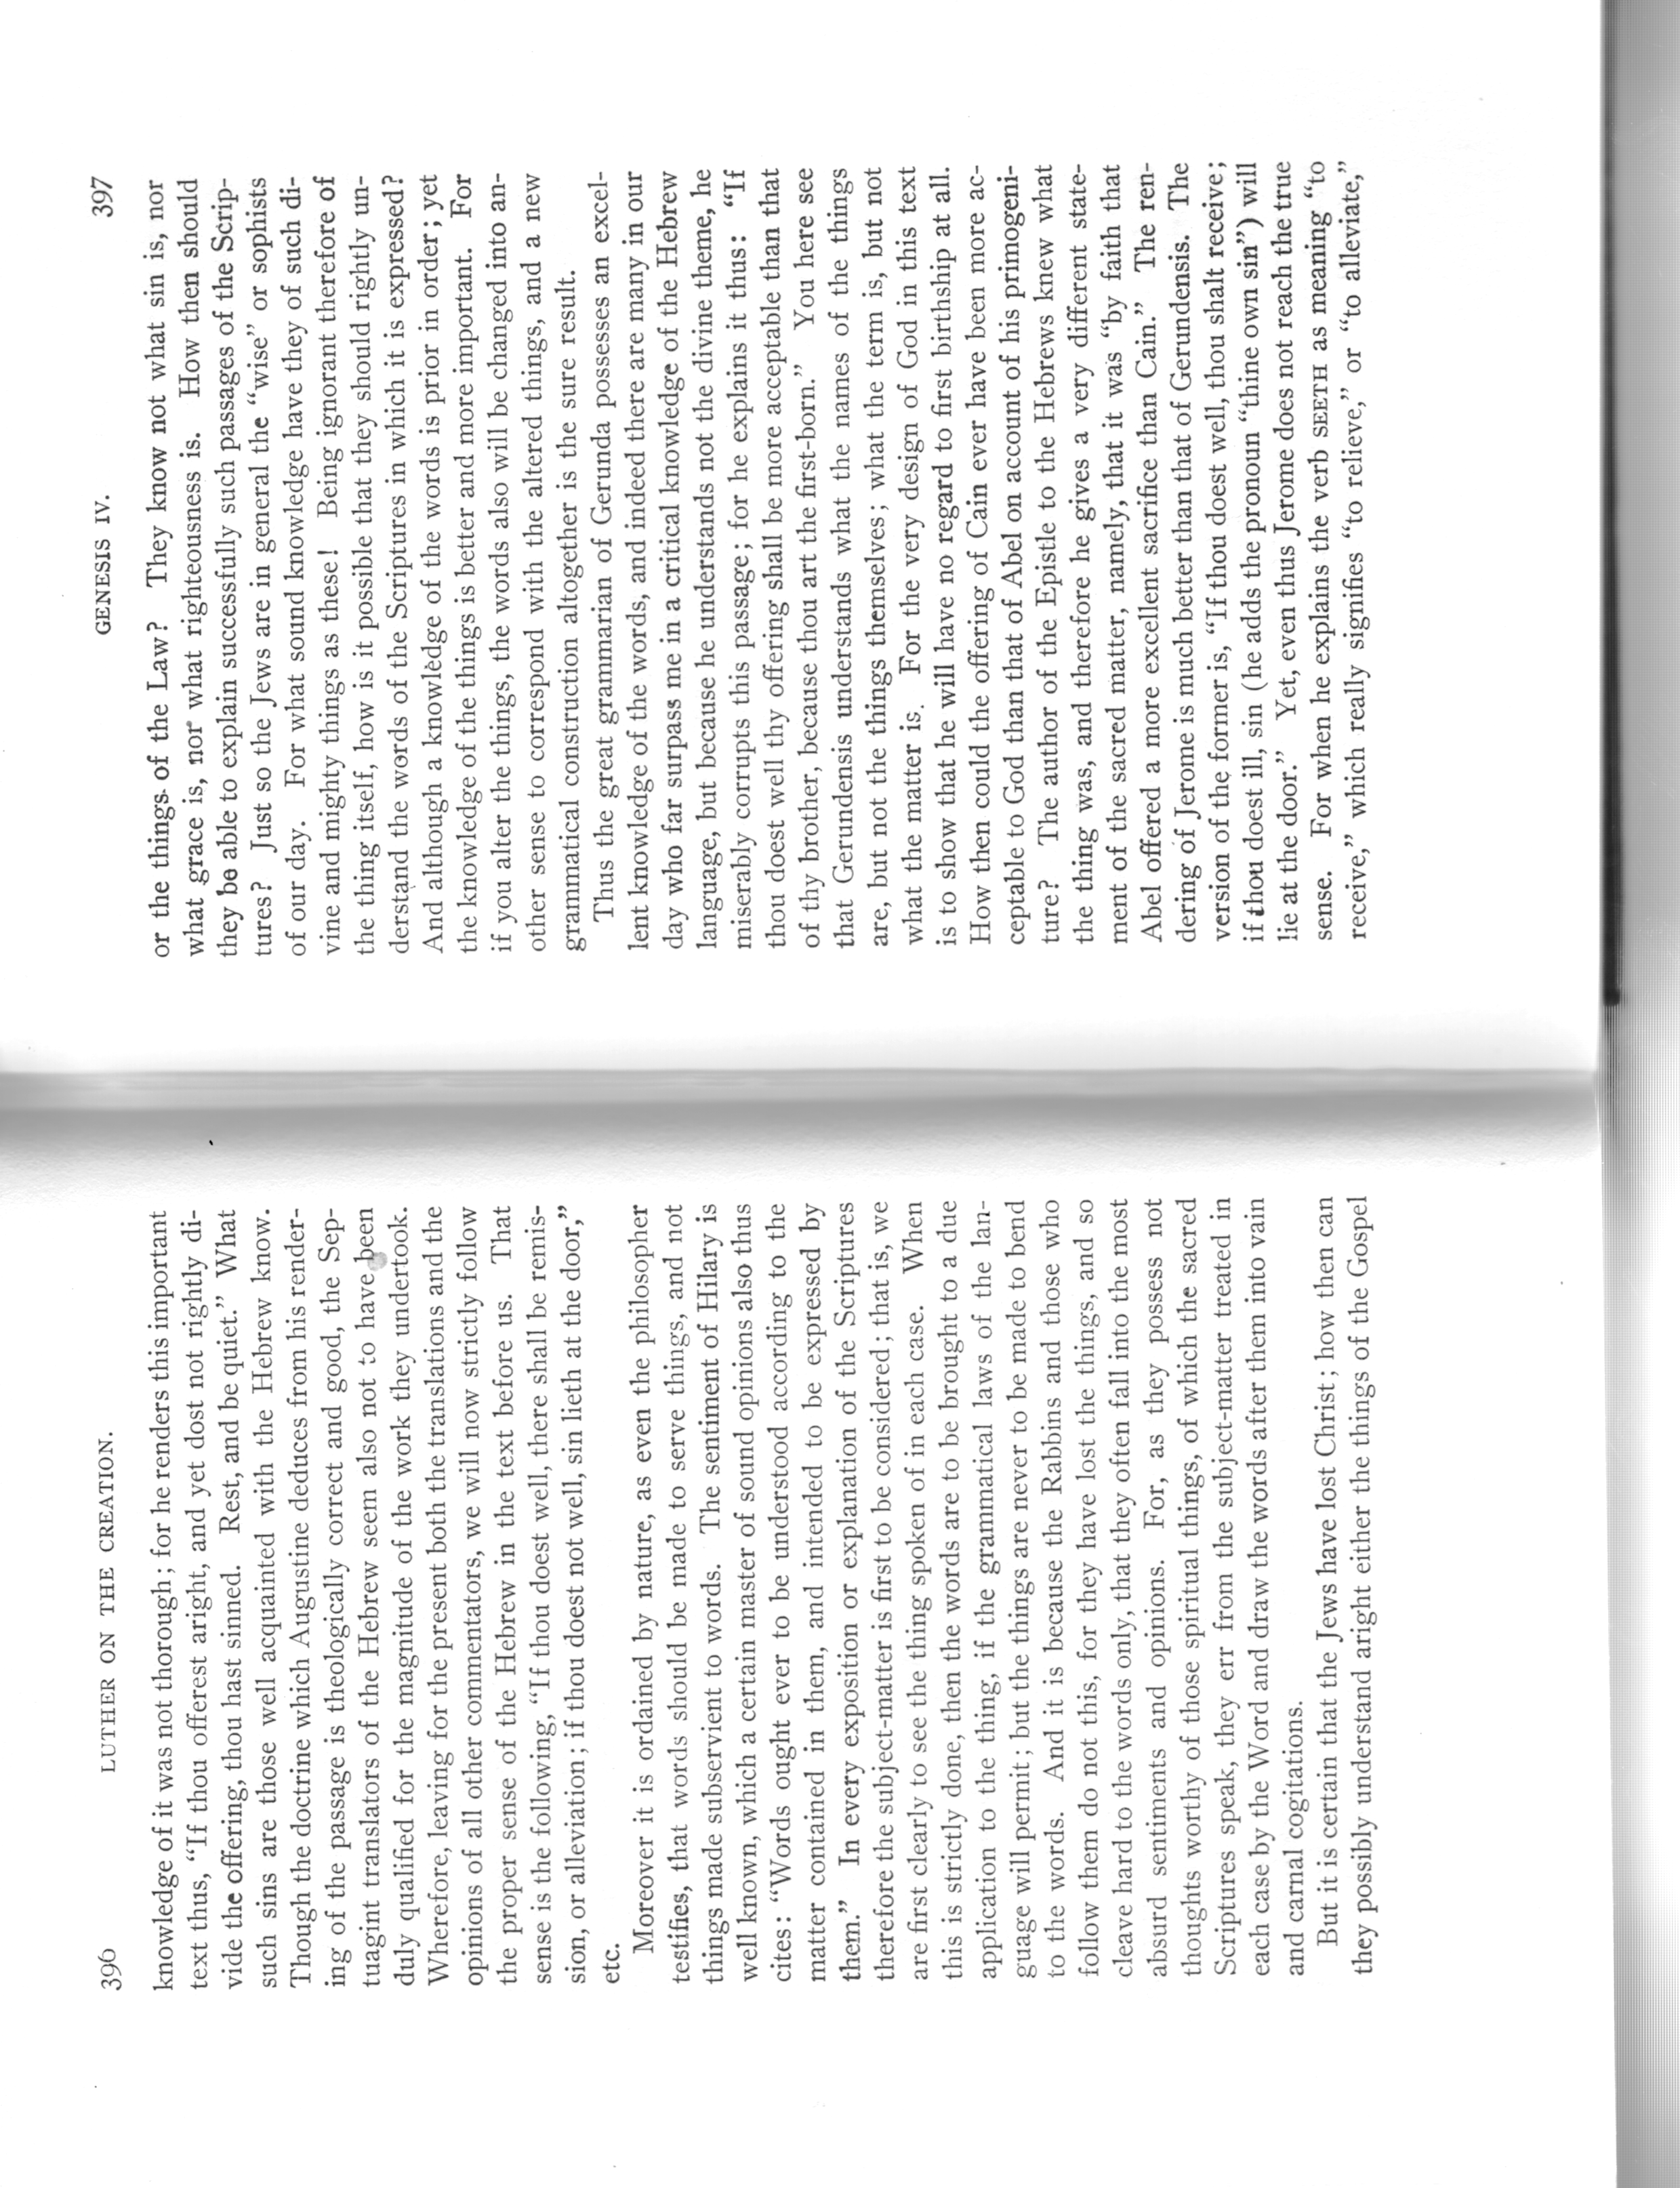 396 LUTHER ON THE CREATION.
knowledge of it was not thorough; for he renders this important
text thus, “If thou offerest aright, and yet dost not rightly di-
vide the offering, thou hast sinned. Rest, and be quiet.” What
such sins are those well acquainted with the Hebrew know.
Though the doctrine which Augustine deduces from his render-
ing of the passage is theologically correct and good, the Sep-
tuagint translators of the Hebrew seem also not to have been
duly qualified for the magnitude of the work they undertook.
Wherefore, leaving for the present both the translations and the
opinions of all other commentators, we will now strictly follow
the proper sense of the Hebrew in the text before us. That
sense is the following, “If thou doest well, there shall be remis-
sion, or alleviation; if thou doest not well, sin lieth at the door,”
etc.
Moreover it is ordained by nature, as even the philosopher
testifies, that words should be made to serve things, and not
things made subservient to words. The sentiment of Hilary is
well known, which a certain master of sound opinions also thus
cites: “Words ought ever to be understood according to the
matter contained in them, and intended to be expressed by
them.” In every exposition or explanation of the Scriptures
therefore the subject-matter is first to be considered; that is, we
are first clearly to see the thing spoken of in each case. When
this is strictly done, then the words are to be brought to a due
application to the thing, if the grammatical laws of the lan-
guage will permit; but the things are never to be made to bend
to the words. And it is because the Rabbins and those who
follow them do not this, for they have lost the things, and so
cleave hard to the words only, that they often fall into the most
absurd sentiments and opinions. For, as they possess not
thoughts worthy of those spiritual things, of which the sacred
Scriptures speak, they err from the subject-matter treated in
each case by the Word and draw the words after them into vain
and carnal cogitations.
But it is certain that the Jews have lost Christ; how then can
they possibly understand aright either the things of the Gospel
GENESIS IV. 397
or the things of the Law? They know not what sin is, nor
what grace is, nor what righteousness is. How then should
they be able to explain successfully such passages of the Scrip-
tures? Just so the Jews are in general the “wise” or sophists
of our day. For what sound knowledge have they of such di-
vine and mighty things as these! Being ignorant therefore of
the thing itself, how is it possible that they should rightly un-
derstand the words of the Scriptures in which it is expressed?
And although a knowledge of the words is prior in order; yet
the knowledge of the things is better and more important. For
if you alter the things, the words also will be changed into an-
other sense to correspond with the altered things, and a new
grammatical construction altogether is the sure result.
Thus the great grammarian of Gerunda possesses an excel-
lent knowledge of the words, and indeed there are many in our
day who far surpass me in a critical knowledge of the Hebrew
language, but because he understands not the divine theme, he
miserably corrupts this passage; for he explains it thus: “If
thou doest well thy offering shall be more acceptable than that
of thy brother, because thou art the first-born.” You here see
that Gerundensis understands what the names of the things
are, but not the things themselves; what the term is, but not
what the matter is. For the very design of God in this text
is to show that he will have no regard to first birthship at all.
How then could the offering of Cain ever have been more ac-
ceptable to God than that of Abel on account of his primogeni-
ture? The author of the Epistle to the Hebrews knew what
the thing was, and therefore he gives a very different state-
ment of the sacred matter, namely, that it was “by faith that
Abel offered a more excellent sacrifice than Cain.” The ren-
dering of Jerome is much better than that of Gerundensis. The
version of the former is, “If thou doest well, thou shalt receive;
if thou doest ill, sin (he adds the pronoun “thine own sin”) will
lie at the door.” Yet, even thus Jerome does not reach the true
sense. For when he explains the verb SEETH as meaning “to
receive,” which really signifies “to relieve,” or “to alleviate,”